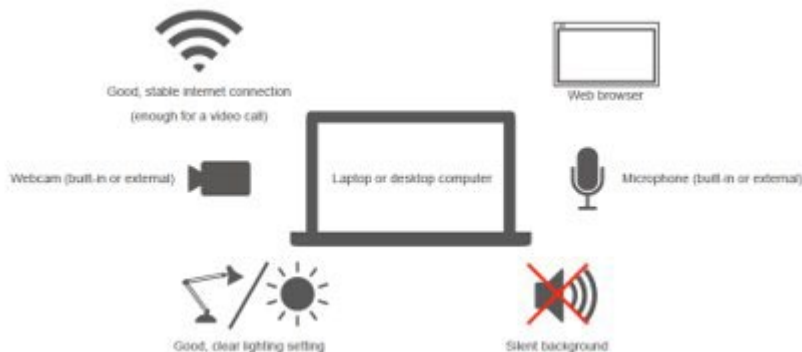 Good, stable internet connection
(enough for a video call)
Web browser
Webcam (built-in or external)
Laptop or desktop computer
Microphone (built-in or external)
Good, clear lighting setting
Silent background